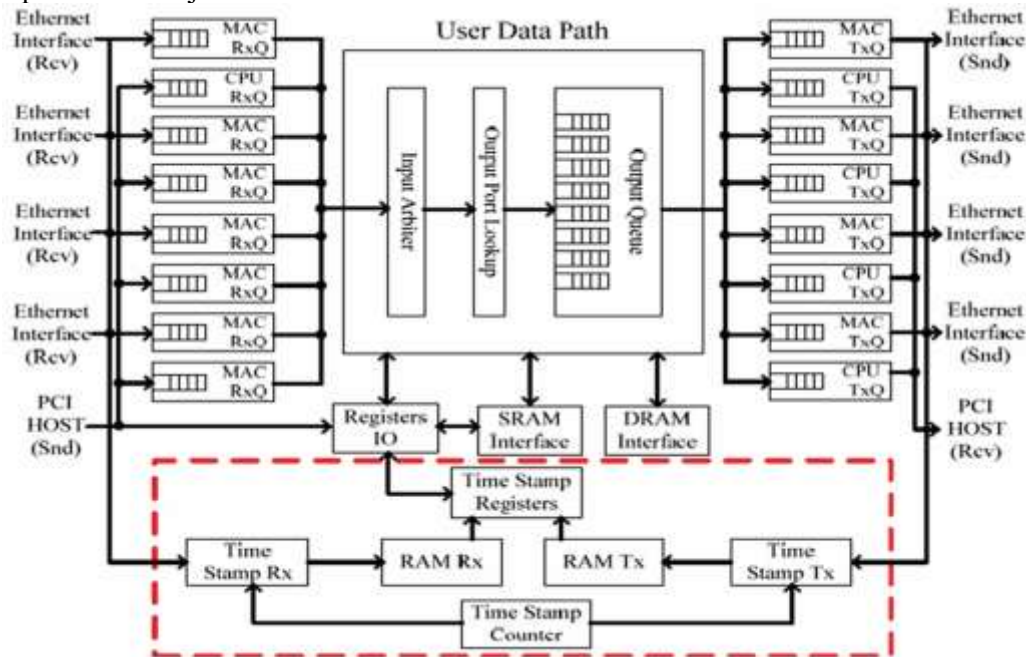 Ethernet
Interface
(Rcv)
Ethernet
Interface
(Rcv)
Ethernet
Interface
(Rcv)
Ethernet
Interface
(Rcv)
PCI
HOST
(Snd)
MAC
RxQ
CPU
RxQ
MAC
RxQ
MAC
RxQ
MAC
RxQ
MAC
RxQ
MAC
RxQ
MAC
RxQ
User Data Path
Input Arbiter
Output Port Lookup
Output Queue
MAC
TxQ
CPU
TxQ
MAC
TxQ
CPU
TxQ
MAC
TxQ
CPU
TxQ
MAC
TxQ
CPU
TxQ
Ethernet
Interface
(Snd)
Ethernet
Interface
(Snd)
Ethernet
Interface
(Snd)
Ethernet
Interface
(Snd)
PCI
HOST
(Rcv)
Registers
IO
SRAM
Interface
DRAM
Interface
Time Stamp
Registers
Time
Stamp Rx
RAM Rx
RAM Tx
Time
Stamp Tx
Time Stamp
Counter